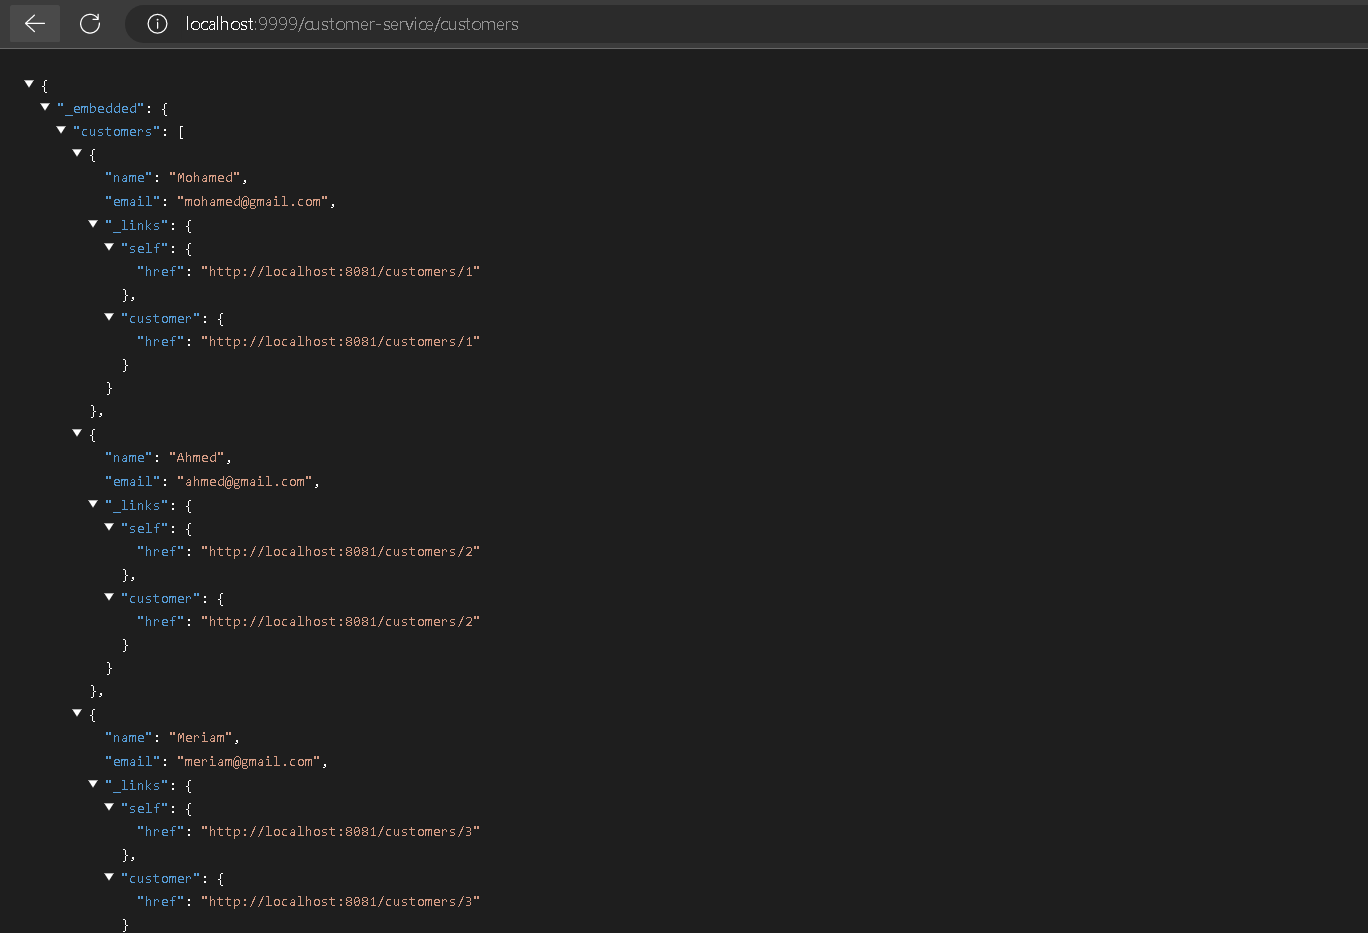 localhost:9999/customer-service/customers
{
"_embedded": {
"customers": [
{
"name": "Mohamed",
"email": "mohamed@gmail.com",
"_links": {
"self": {
"href": "http://localhost:8081/customers/1"
},
"customer": {
"href": "http://localhost:8081/customers/1"
}
}
},
{
"name": "Ahmed",
"email": "ahmed@gmail.com",
"_links": {
"self": {
"href": "http://localhost:8081/customers/2"
},
"customer": {
"href": "http://localhost:8081/customers/2"
}
}
},
{
"name": "Meriam",
"email": "meriam@gmail.com",
"_links": {
"self": {
"href": "http://localhost:8081/customers/3"
},
"customer": {
"href": "http://localhost:8081/customers/3"
}